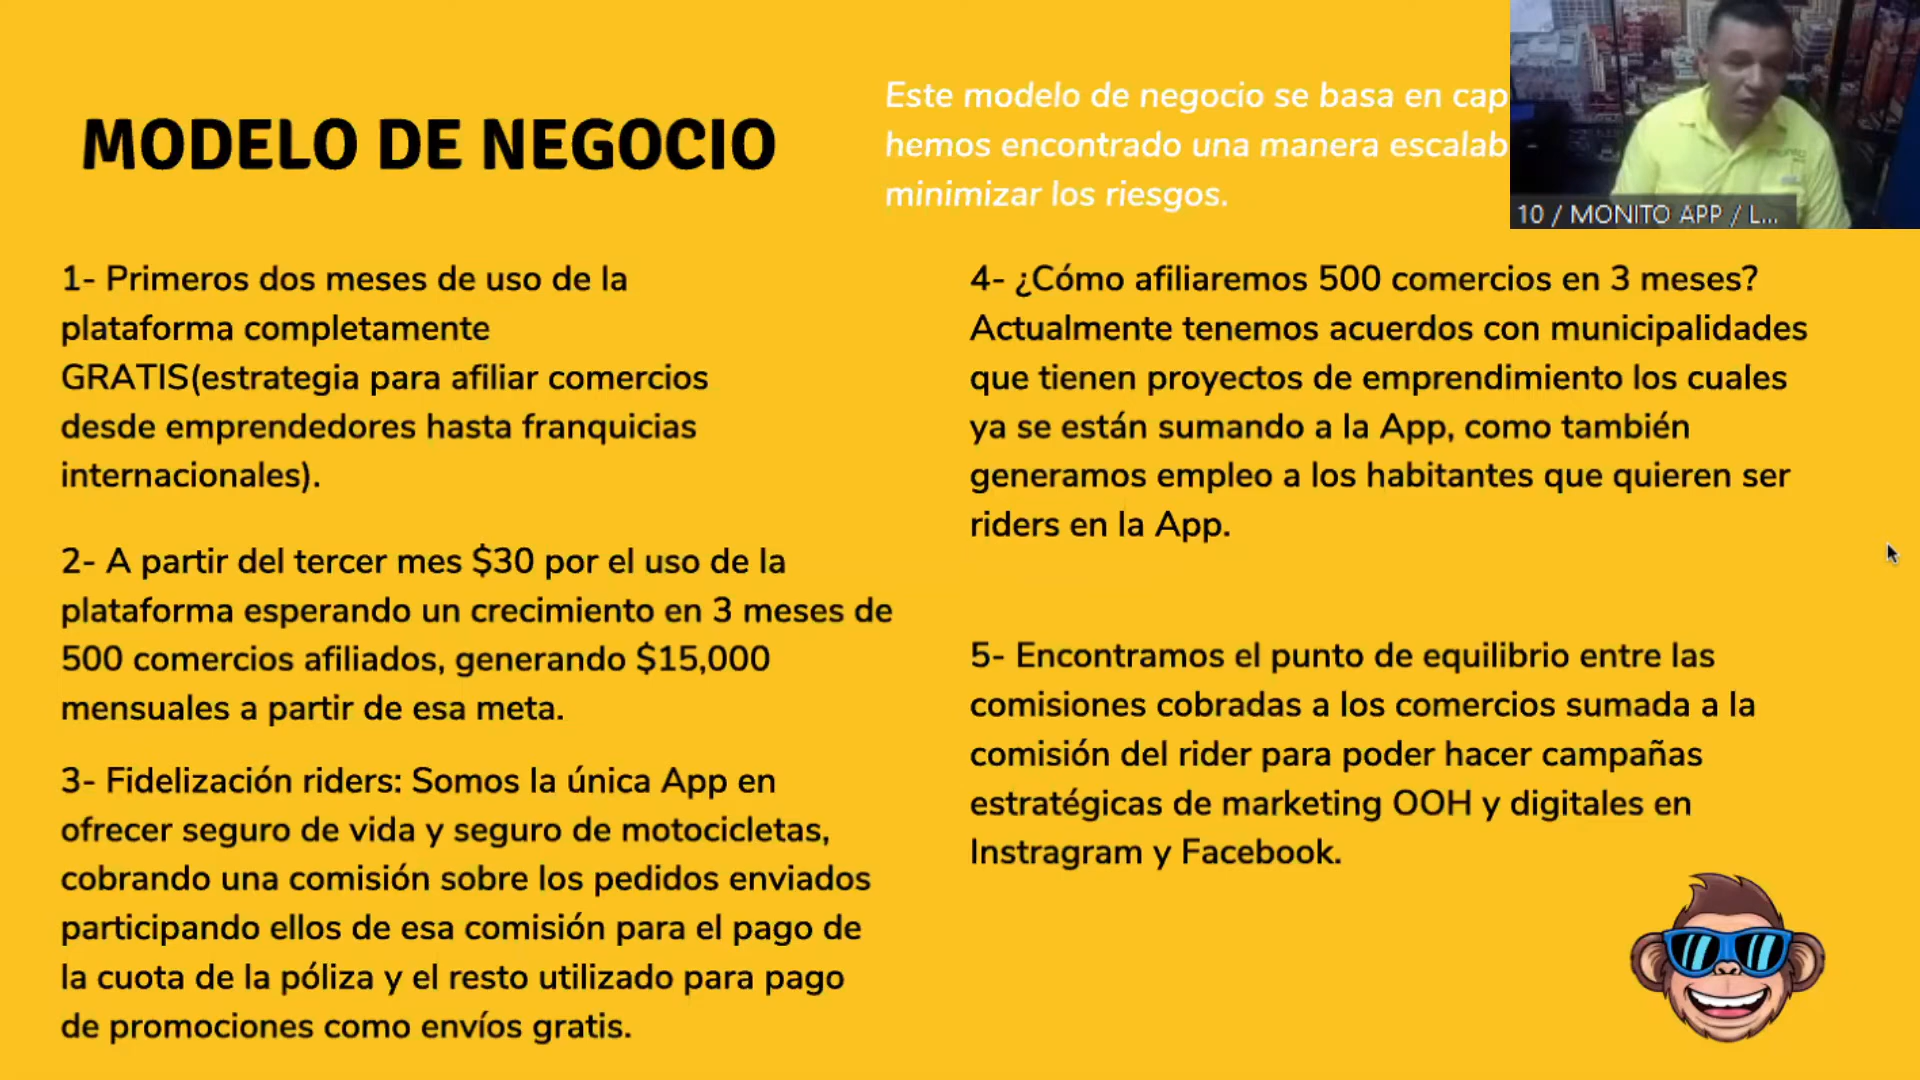 MODELO DE NEGOCIO
Este modelo de negocio se basa en cap
hemos encontrado una manera escalab
minimizar los riesgos.
10 / MONITO APP / L...
1- Primeros dos meses de uso de la
plataforma completamente
GRATIS(estrategia para afiliar comercios
desde emprendedores hasta franquicias
internacionales).
2- A partir del tercer mes $30 por el uso de la
plataforma esperando un crecimiento en 3 meses de
500 comercios afiliados, generando $15,000
mensuales a partir de esa meta.
3- Fidelización riders: Somos la única App en
ofrecer seguro de vida y seguro de motocicletas,
cobrando una comisión sobre los pedidos enviados
participando ellos de esa comisión para el pago de
la cuota de la póliza y el resto utilizado para pago
de promociones como envíos gratis.
4- ¿Cómo afiliaremos 500 comercios en 3 meses?
Actualmente tenemos acuerdos con municipalidades
que tienen proyectos de emprendimiento los cuales
ya se están sumando a la App, como también
generamos empleo a los habitantes que quieren ser
riders en la App.
5- Encontramos el punto de equilibrio entre las
comisiones cobradas a los comercios sumada a la
comisión del rider para poder hacer campañas
estratégicas de marketing OOH y digitales en
Instragram y Facebook.